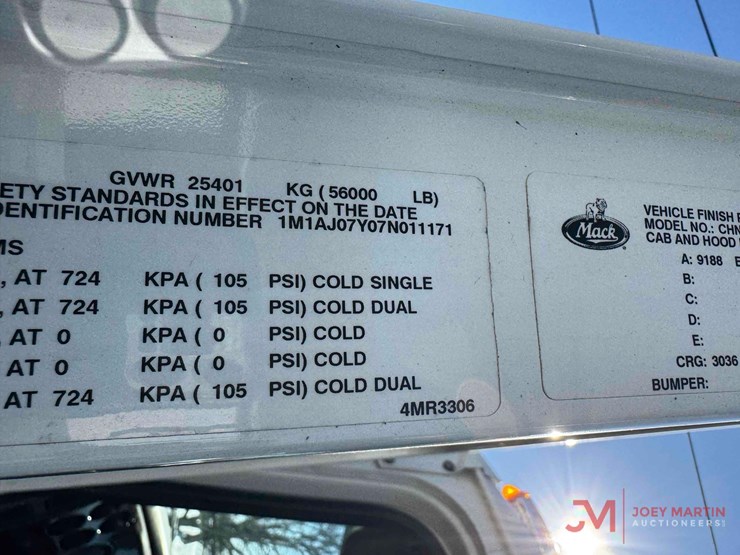 GVWR 25401 KG ( 56000 LB)
ETY STANDARDS IN EFFECT ON THE DATE
DENTIFICATION NUMBER 1M1AJ07Y07N011171
MS
, AT 724 KPA ( 105 PSI) COLD SINGLE
, AT 724 KPA ( 105 PSI) COLD DUAL
AT 0 KPA ( 0 PSI) COLD
AT 0 KPA ( 0 PSI) COLD
AT 724 KPA ( 105 PSI) COLD DUAL
4MR3306
Mack
VEHICLE FINISH
MODEL NO.: CHN
CAB AND HOOD
A: 9188
B:
C:
D:
E:
CRG: 3036
BUMPER:
JM JOEY MARTIN
AUCTIONEERS